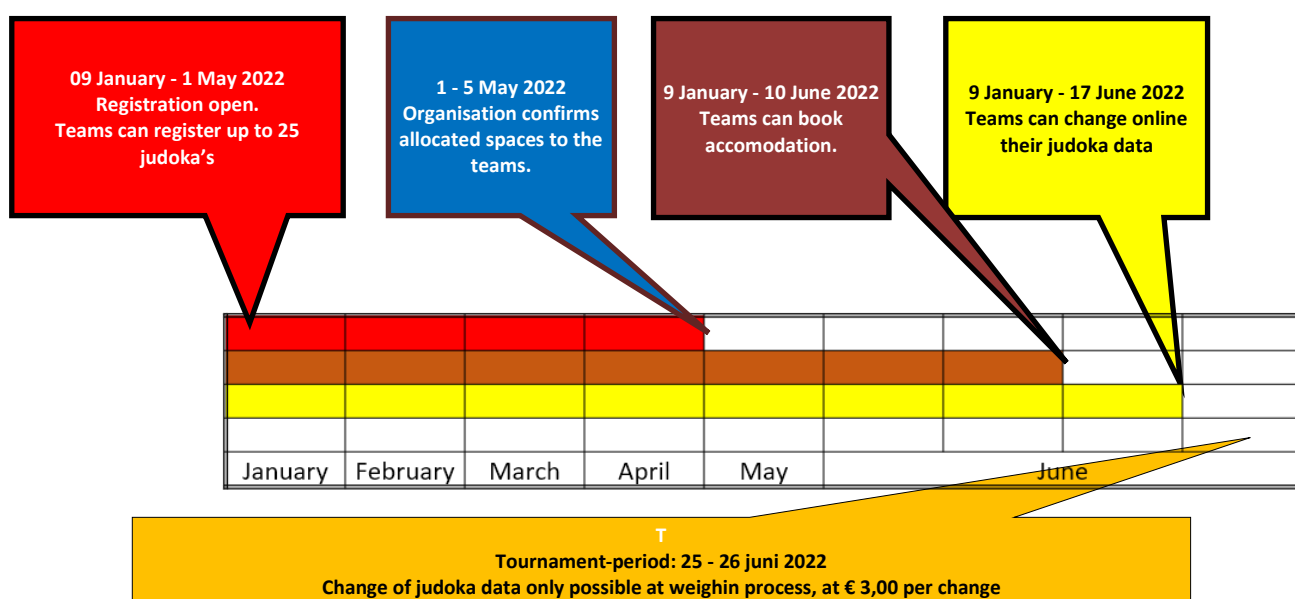 09 January - 1 May 2022
Registration open.
Teams can register up to 25
judoka's
1 - 5 May 2022
Organisation confirms
allocated spaces to the
teams.
9 January - 10 June 2022
Teams can book
accomodation.
9 January - 17 June 2022
Teams can change online
their judoka data
January February March April May June
T
Tournament-period: 25 - 26 juni 2022
Change of judoka data only possible at weighin process, at € 3,00 per change